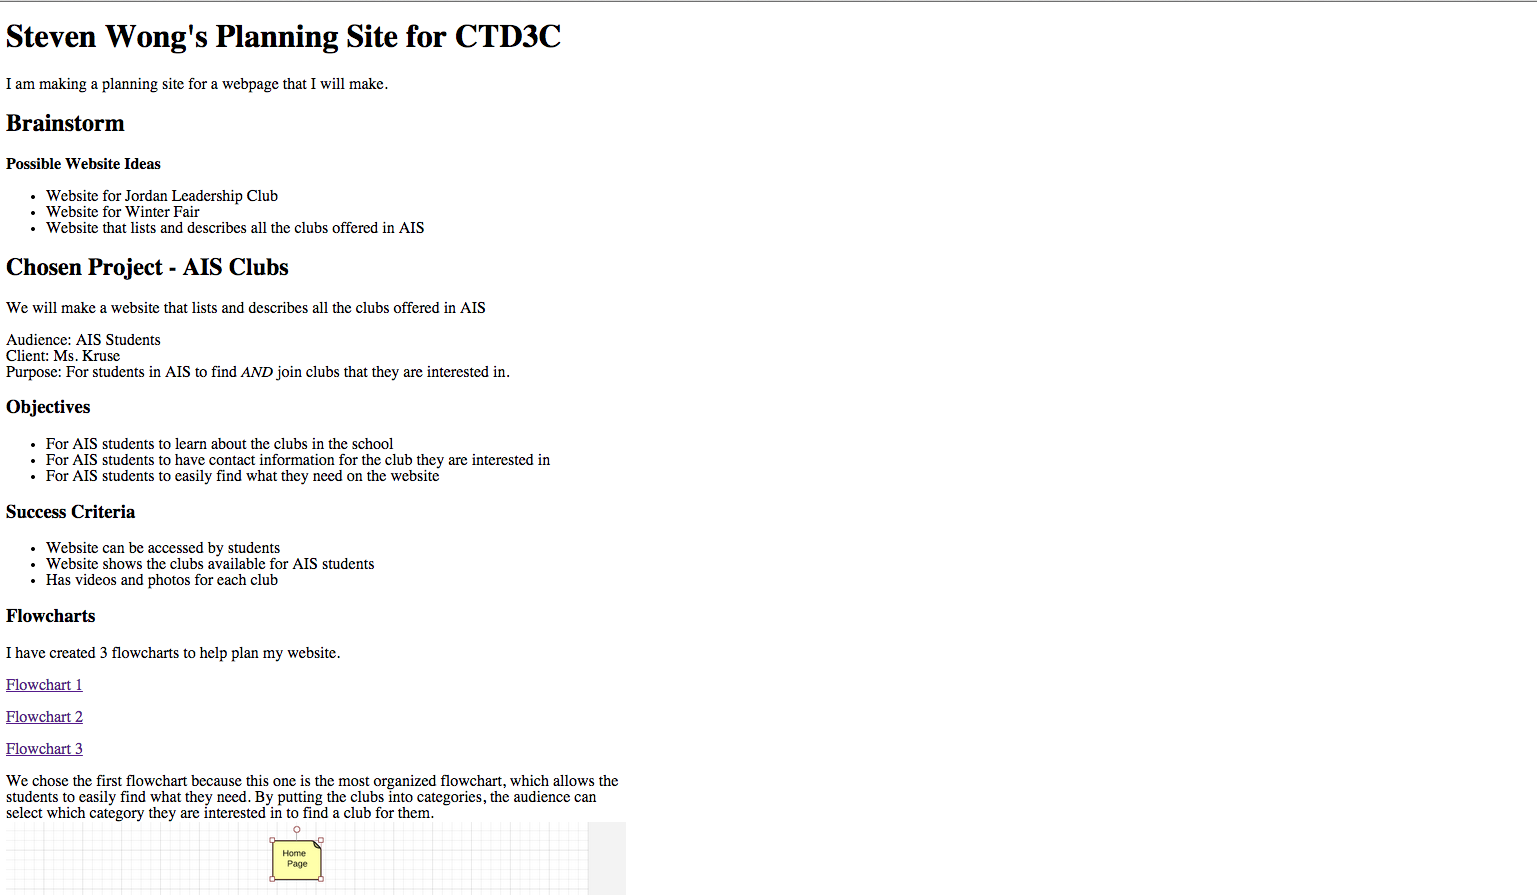 Steven Wong's Planning Site for CTD3C
I am making a planning site for a webpage that I will make.
Brainstorm
Possible Website Ideas
• Website for Jordan Leadership Club
• Website for Winter Fair
• Website that lists and describes all the clubs offered in AIS
Chosen Project - AIS Clubs
We will make a website that lists and describes all the clubs offered in AIS
Audience: AIS Students
Client: Ms. Kruse
Purpose: For students in AIS to find AND join clubs that they are interested in.
Objectives
• For AIS students to learn about the clubs in the school
• For AIS students to have contact information for the club they are interested in
• For AIS students to easily find what they need on the website
Success Criteria
• Website can be accessed by students
• Website shows the clubs available for AIS students
• Has videos and photos for each club
Flowcharts
I have created 3 flowcharts to help plan my website.
Flowchart 1
Flowchart 2
Flowchart 3
We chose the first flowchart because this one is the most organized flowchart, which allows the
students to easily find what they need. By putting the clubs into categories, the audience can
select which category they are interested in to find a club for them.
Home
Page